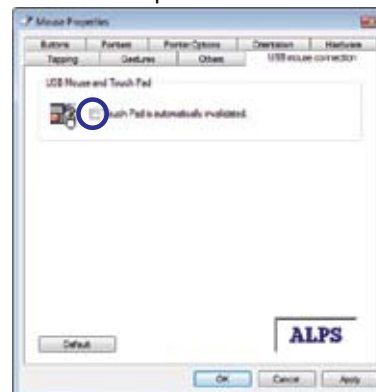 Mouse Properties
Buttons Pointers Pointer Options Orientation Hardware
Tapping Gestures Others USB mouse connection
USB Mouse and Touch Pad
Touch Pad is automatically invalidated.
ALPS
Default
OK Cancel Apply